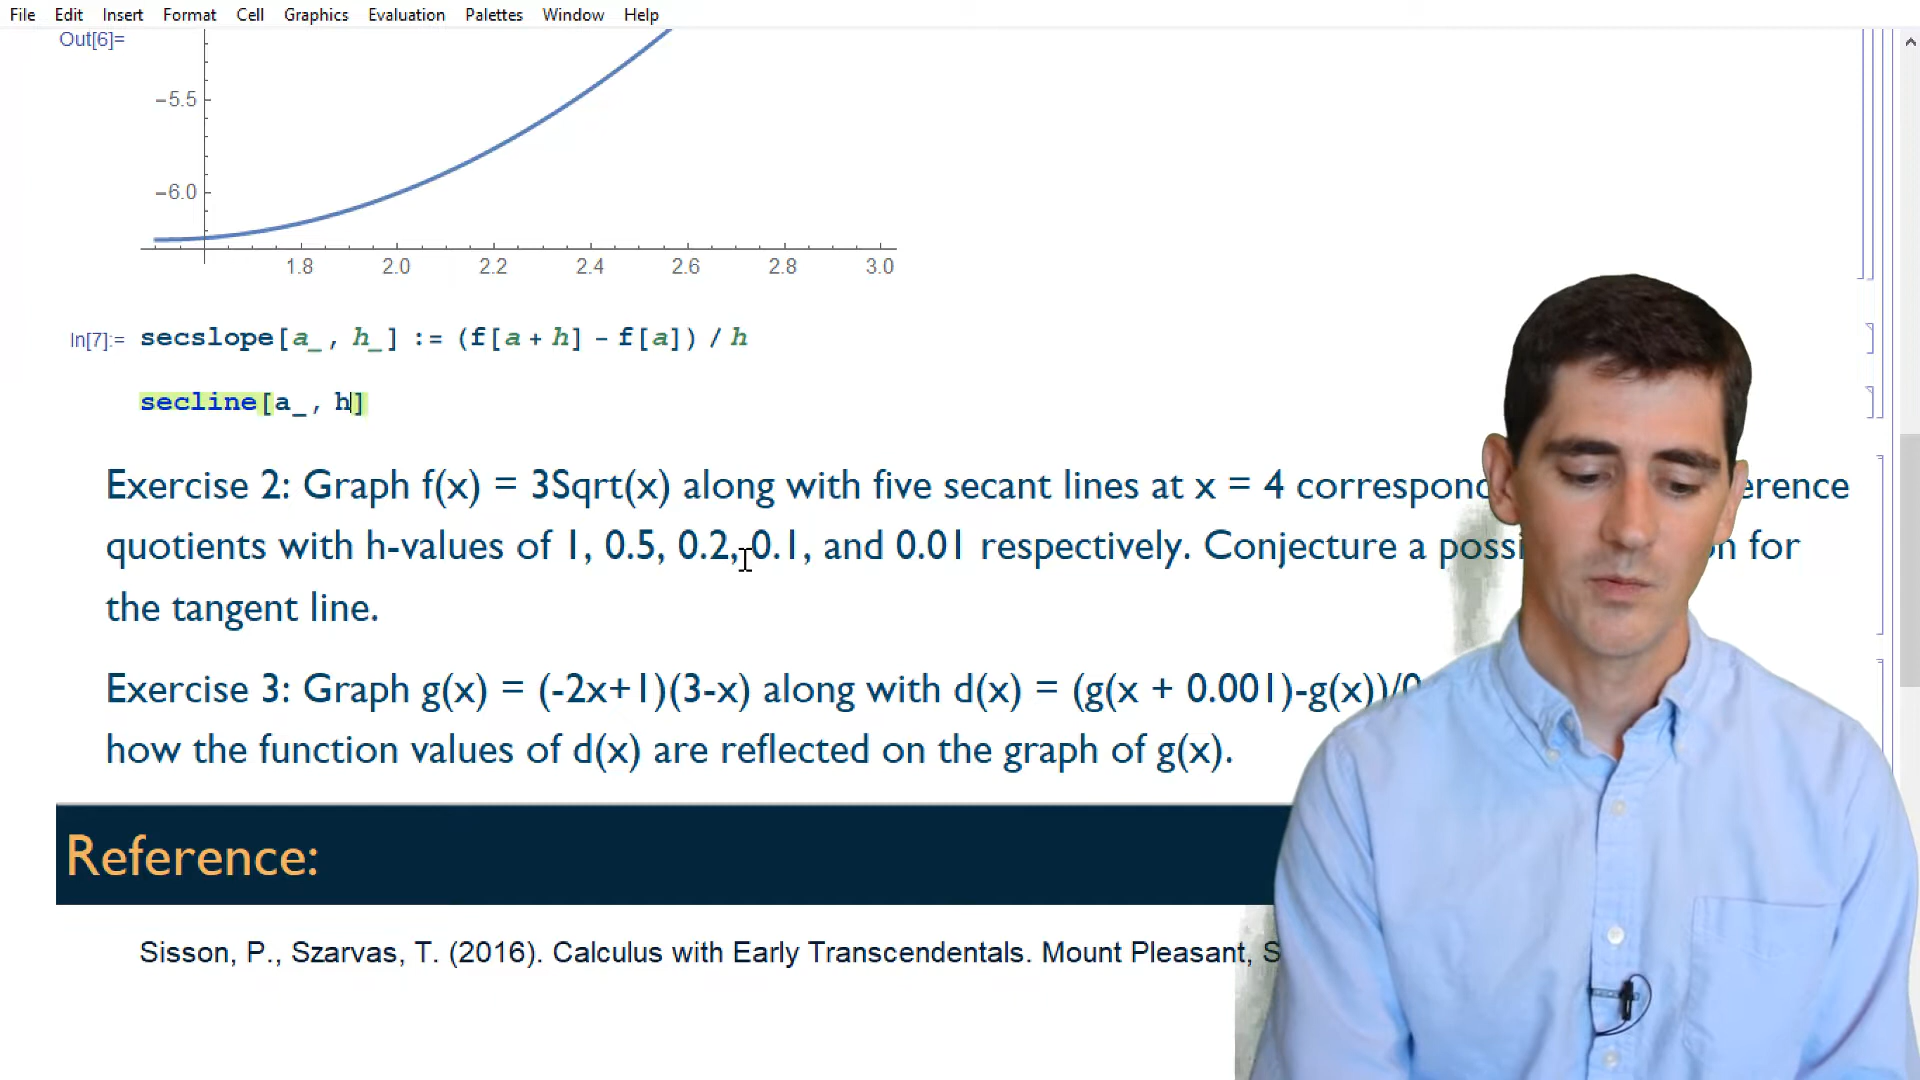 File Edit Insert Format Cell Graphics Evaluation Palettes Window Help
Out[6]=
-5.5
-6.0
1.8 2.0 2.2 2.4 2.6 2.8 3.0
In[7]:= secslope[a_, h_] := (f[a + h] - f[a]) / h
secline[a_, h]
Exercise 2: Graph f(x) = 3Sqrt(x) along with five secant lines at x = 4 correspond erence
quotients with h-values of 1, 0.5, 0.2, 0.1, and 0.01 respectively. Conjecture a possi n for
the tangent line.
Exercise 3: Graph g(x) = (-2x+1)(3-x) along with d(x) = (g(x + 0.001)-g(x))/0
how the function values of d(x) are reflected on the graph of g(x).
Reference:
Sisson, P., Szarvas, T. (2016). Calculus with Early Transcendentals. Mount Pleasant, S